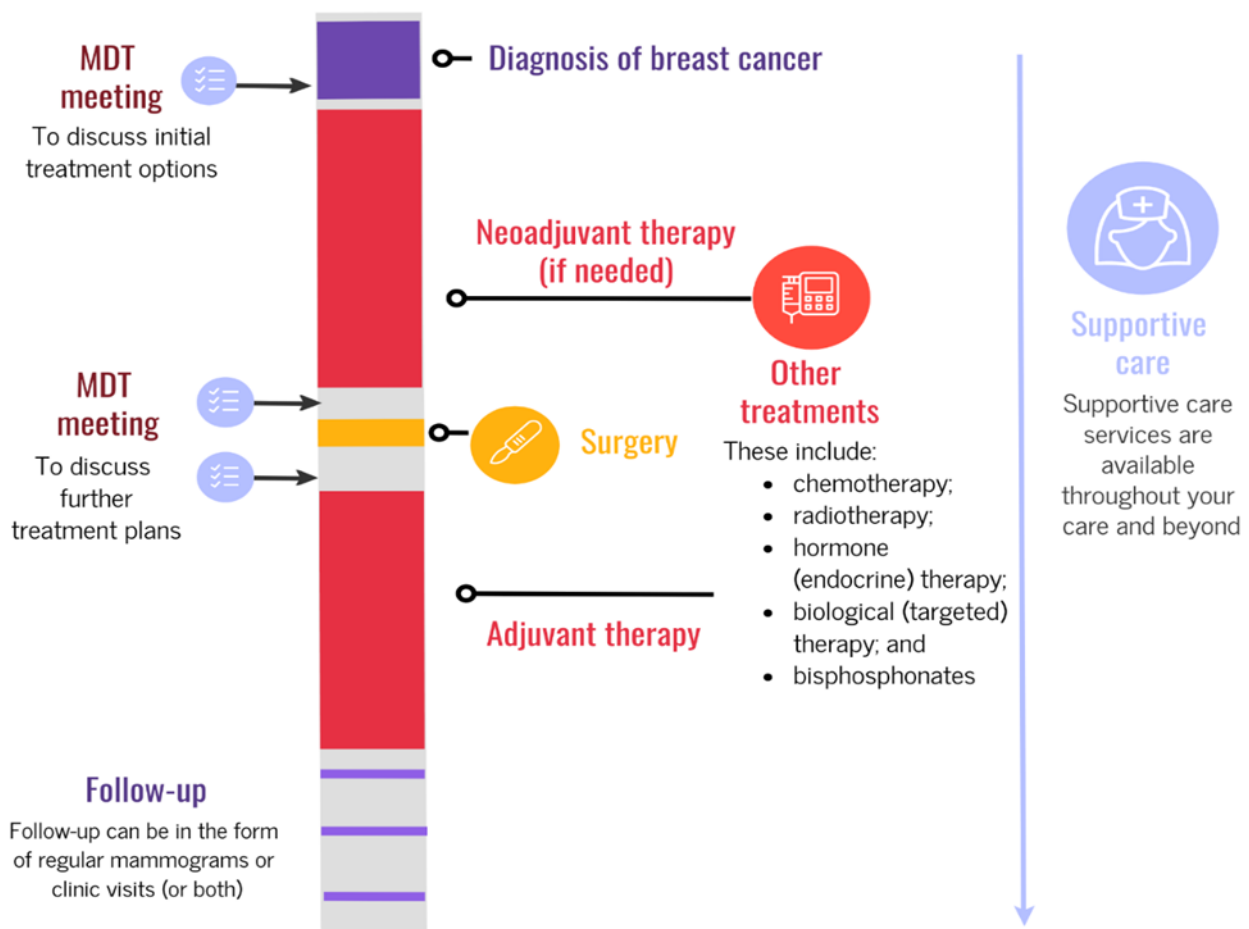 MDT
meeting
To discuss initial
treatment options
Diagnosis of breast cancer
Neoadjuvant therapy
(if needed)
Other
treatments
These include:
• chemotherapy;
• radiotherapy;
• hormone
(endocrine) therapy;
• biological (targeted)
therapy; and
• bisphosphonates
Supportive
care
Supportive care
services are
available
throughout your
care and beyond
MDT
meeting
To discuss
further
treatment plans
Surgery
Adjuvant therapy
Follow-up
Follow-up can be in the form
of regular mammograms or
clinic visits (or both)